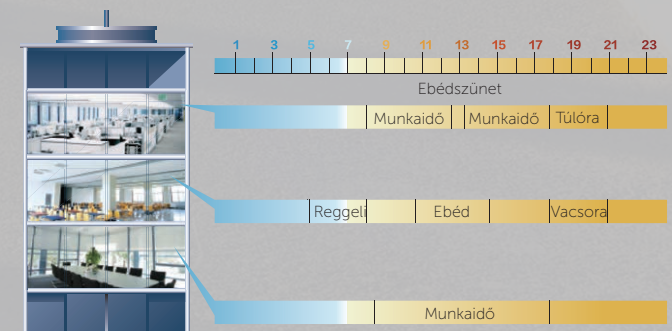 1 3 5 7 9 11 13 15 17 19 21 23
Ebédszünet
Munkaidő Munkaidő Túlóra
Reggeli Ebéd Vacsora
Munkaidő